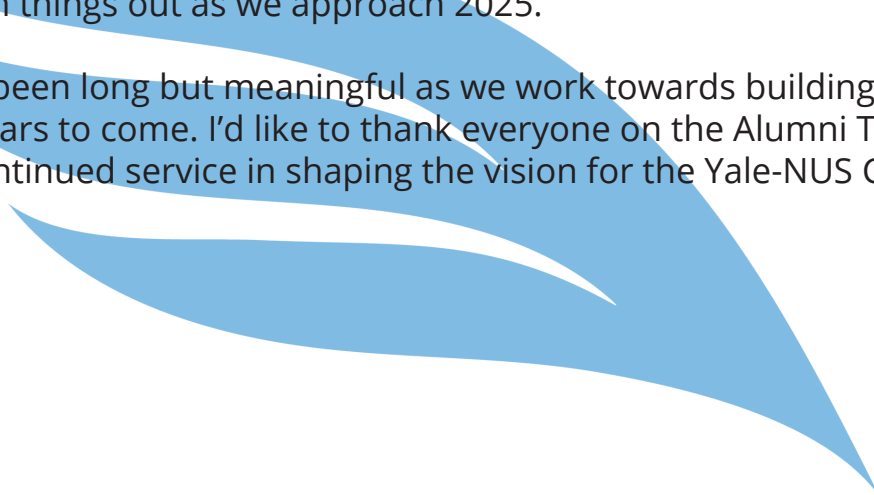 things out as we approach 2025.
been long but meaningful as we work towards building
ars to come. I’d like to thank everyone on the Alumni T
ntinued service in shaping the vision for the Yale-NUS C